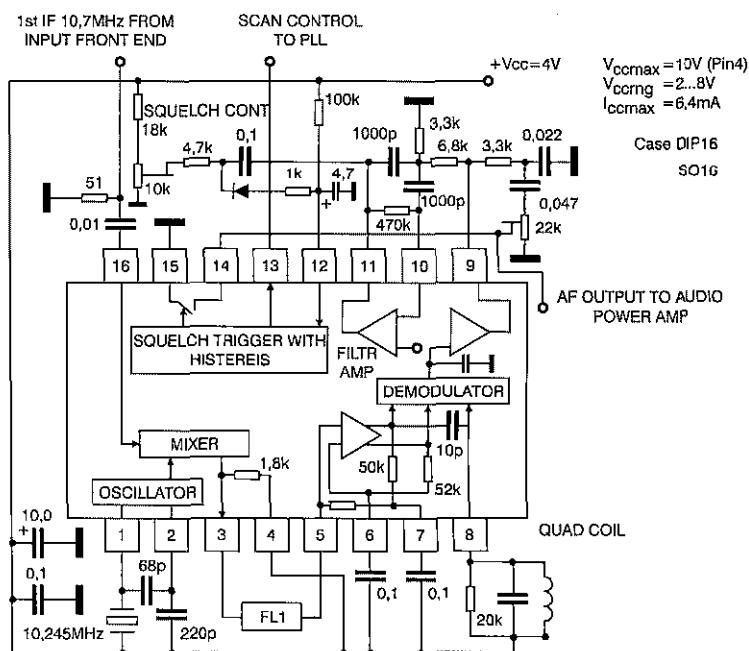 1st IF 10,7MHz FROM
INPUT FRONT END
SCAN CONTROL
TO PLL
+Vcc=4V
Vccmax = 10V (Pin4)
Vccrng = 2...8V
Iccmax = 6,4mA
Case DIP16
SO16
SQUELCH CONT
18k
100k
3,3k
4,7k
0,1
1000p
6,8k
3,3k
0,022
51
10k
1k
4,7
+
1000p
0,047
0,01
470k
22k
16
15
14
13
12
11
10
9
AF OUTPUT TO AUDIO
POWER AMP
SQUELCH TRIGGER WITH
HISTEREIS
FILTR
AMP
DEMODULATOR
MIXER
10p
1,8k
50k
52k
OSCILLATOR
10,0
+
1
2
3
4
5
6
7
8
QUAD COIL
0,1
68p
0,1
0,1
20k
FL1
10,245MHz
220p